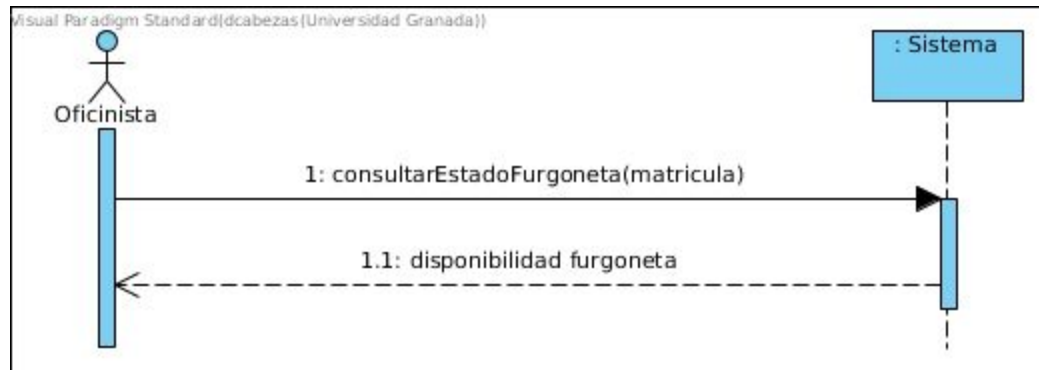 Visual Paradigm Standard(dcabezas(Universidad Granada))
: Sistema
Oficinista
1: consultarEstadoFurgoneta(matricula)
1.1: disponibilidad furgoneta